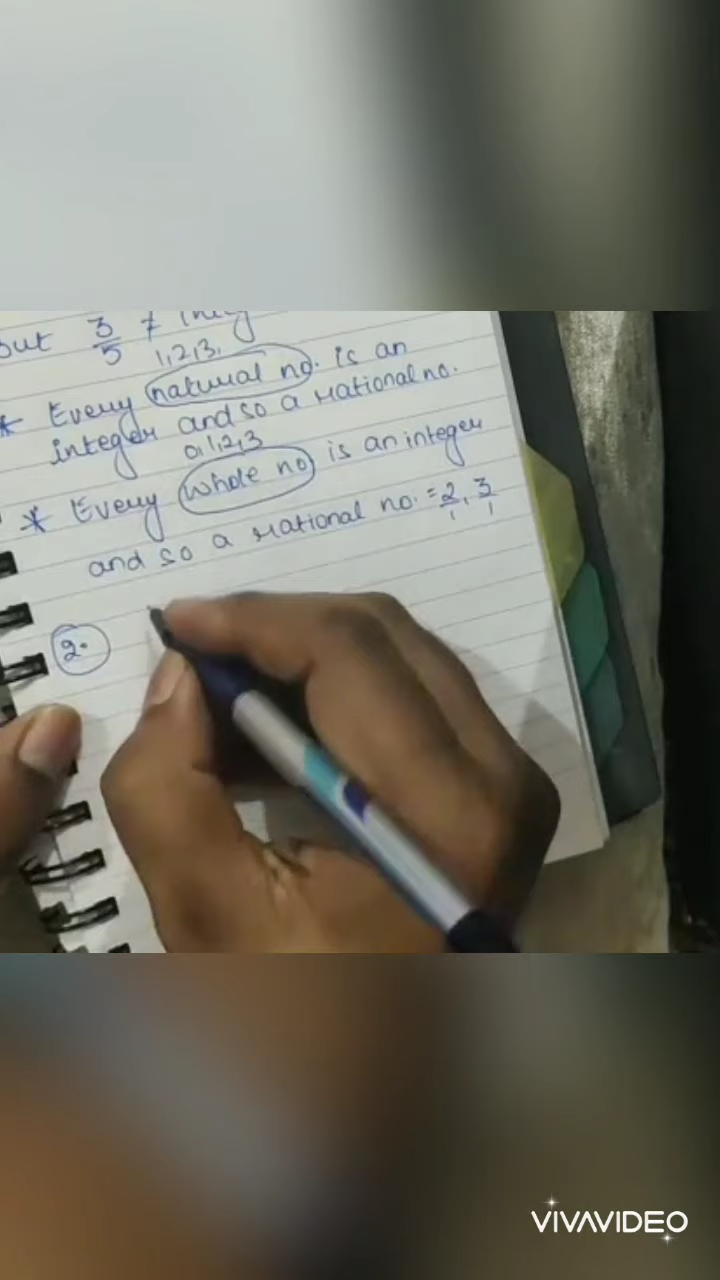 but 3/5 ≠
1,2,3,
* Every natural no. is an
integer and so a rational no.
0,1,2,3
* Every whole no. is an integer
and so a rational no. = 2/1, 3/1
2.
VIVAVIDEO